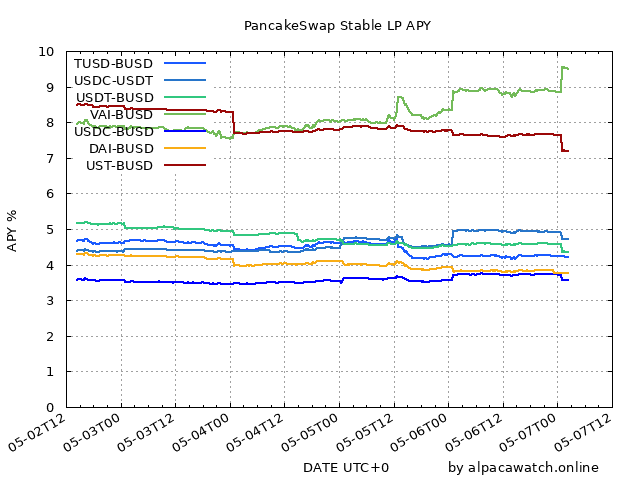 PancakeSwap Stable LP APY
APY %
10
9
8
7
6
5
4
3
2
1
0
TUSD-BUSD
USDC-USDT
USDT-BUSD
VAI-BUSD
USDC-BUSD
DAI-BUSD
UST-BUSD
05-02T12
05-03T00
05-03T12
05-04T00
05-04T12
05-05T00
05-05T12
05-06T00
05-06T12
05-07T00
05-07T12
DATE UTC+0
by alpacawatch.online